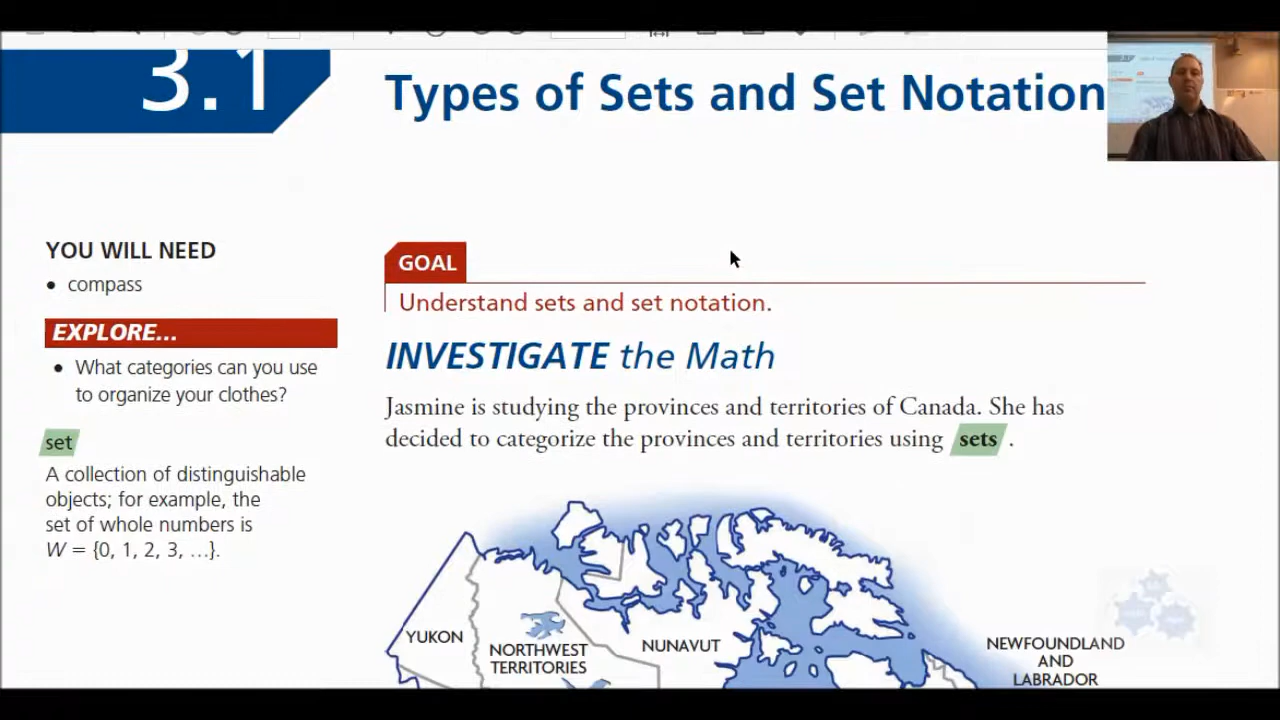 3.1
Types of Sets and Set Notation
YOU WILL NEED
• compass
EXPLORE...
• What categories can you use
to organize your clothes?
set
A collection of distinguishable
objects; for example, the
set of whole numbers is
W = {0, 1, 2, 3, ...}.
GOAL
Understand sets and set notation.
INVESTIGATE the Math
Jasmine is studying the provinces and territories of Canada. She has
decided to categorize the provinces and territories using sets .
YUKON
NORTHWEST
TERRITORIES
NUNAVUT
NEWFOUNDLAND
AND
LABRADOR